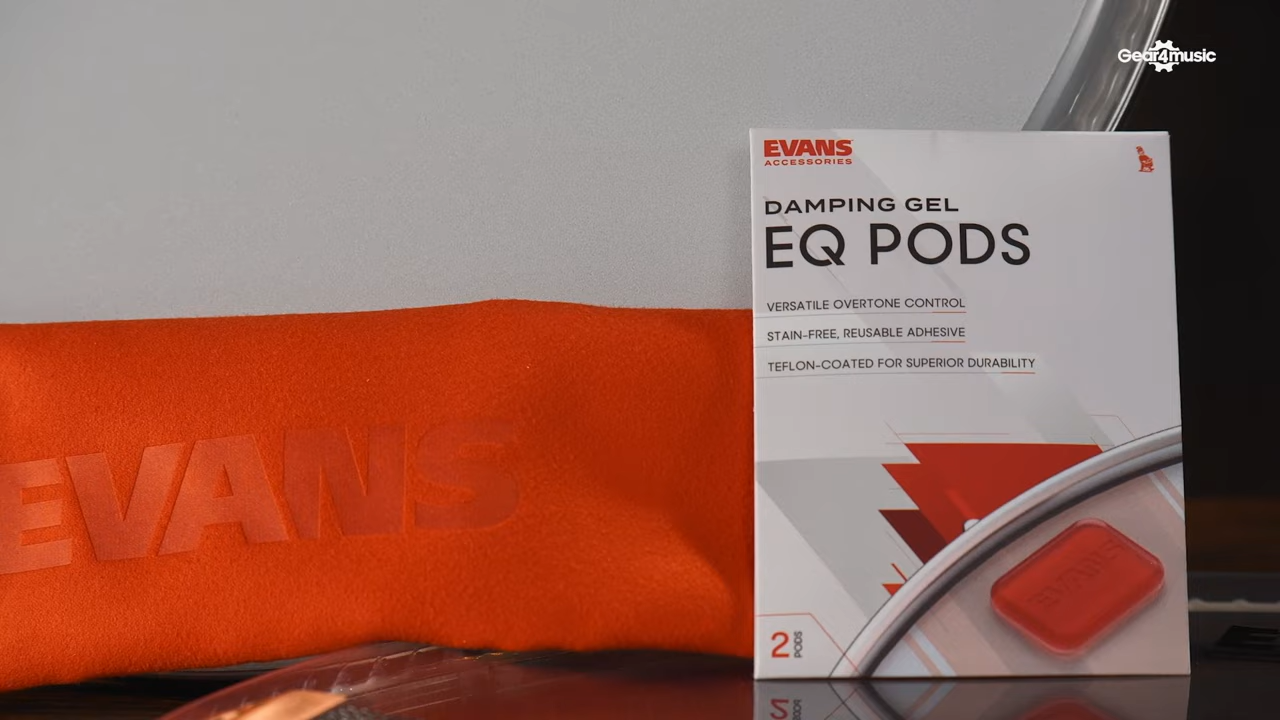 Gear4music
EVANS
ACCESSORIES
DAMPING GEL
EQ PODS
VERSATILE OVERTONE CONTROL
STAIN-FREE, REUSABLE ADHESIVE
TEFLON-COATED FOR SUPERIOR DURABILITY
EVANS
EVANS
2 PODS